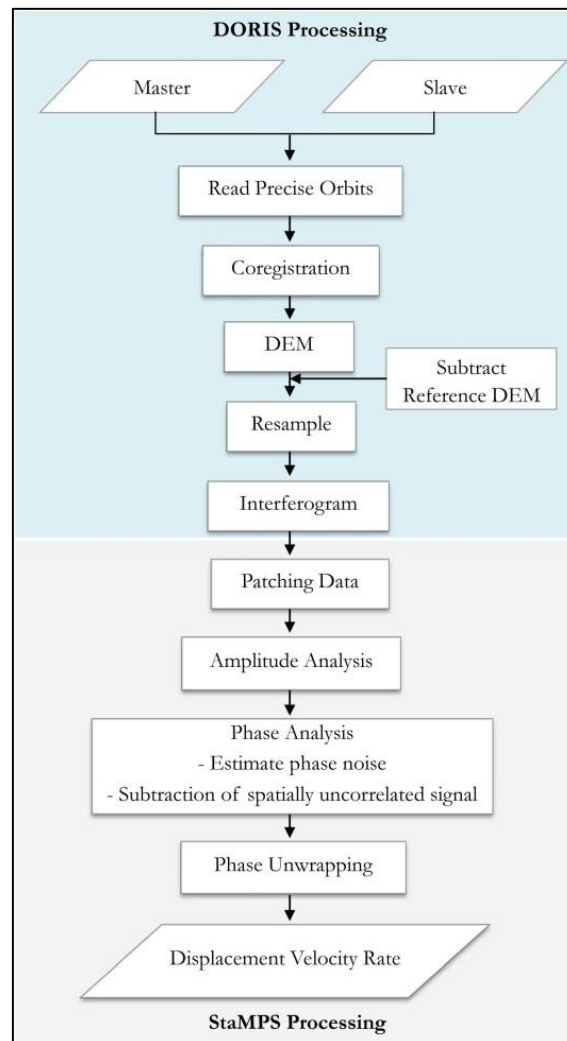 DORIS Processing
Master
Slave
Read Precise Orbits
Coregistration
DEM
Subtract
Reference DEM
Resample
Interferogram
Patching Data
Amplitude Analysis
Phase Analysis
- Estimate phase noise
- Subtraction of spatially uncorrelated signal
Phase Unwrapping
Displacement Velocity Rate
StaMPS Processing